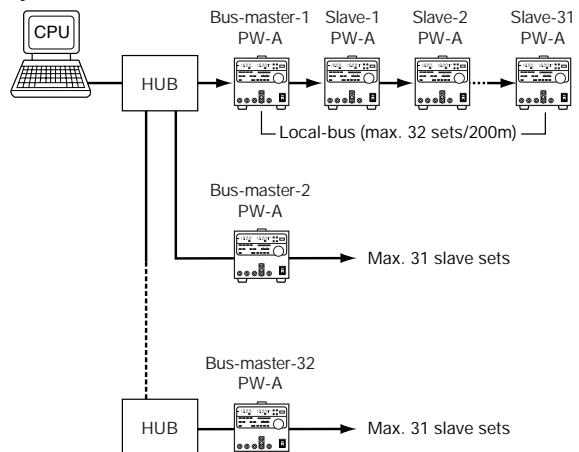 CPU
HUB
Bus-master-1
PW-A
Slave-1
PW-A
Slave-2
PW-A
Slave-31
PW-A
Local-bus (max. 32 sets/200m)
Bus-master-2
PW-A
Max. 31 slave sets
Bus-master-32
PW-A
HUB
Max. 31 slave sets